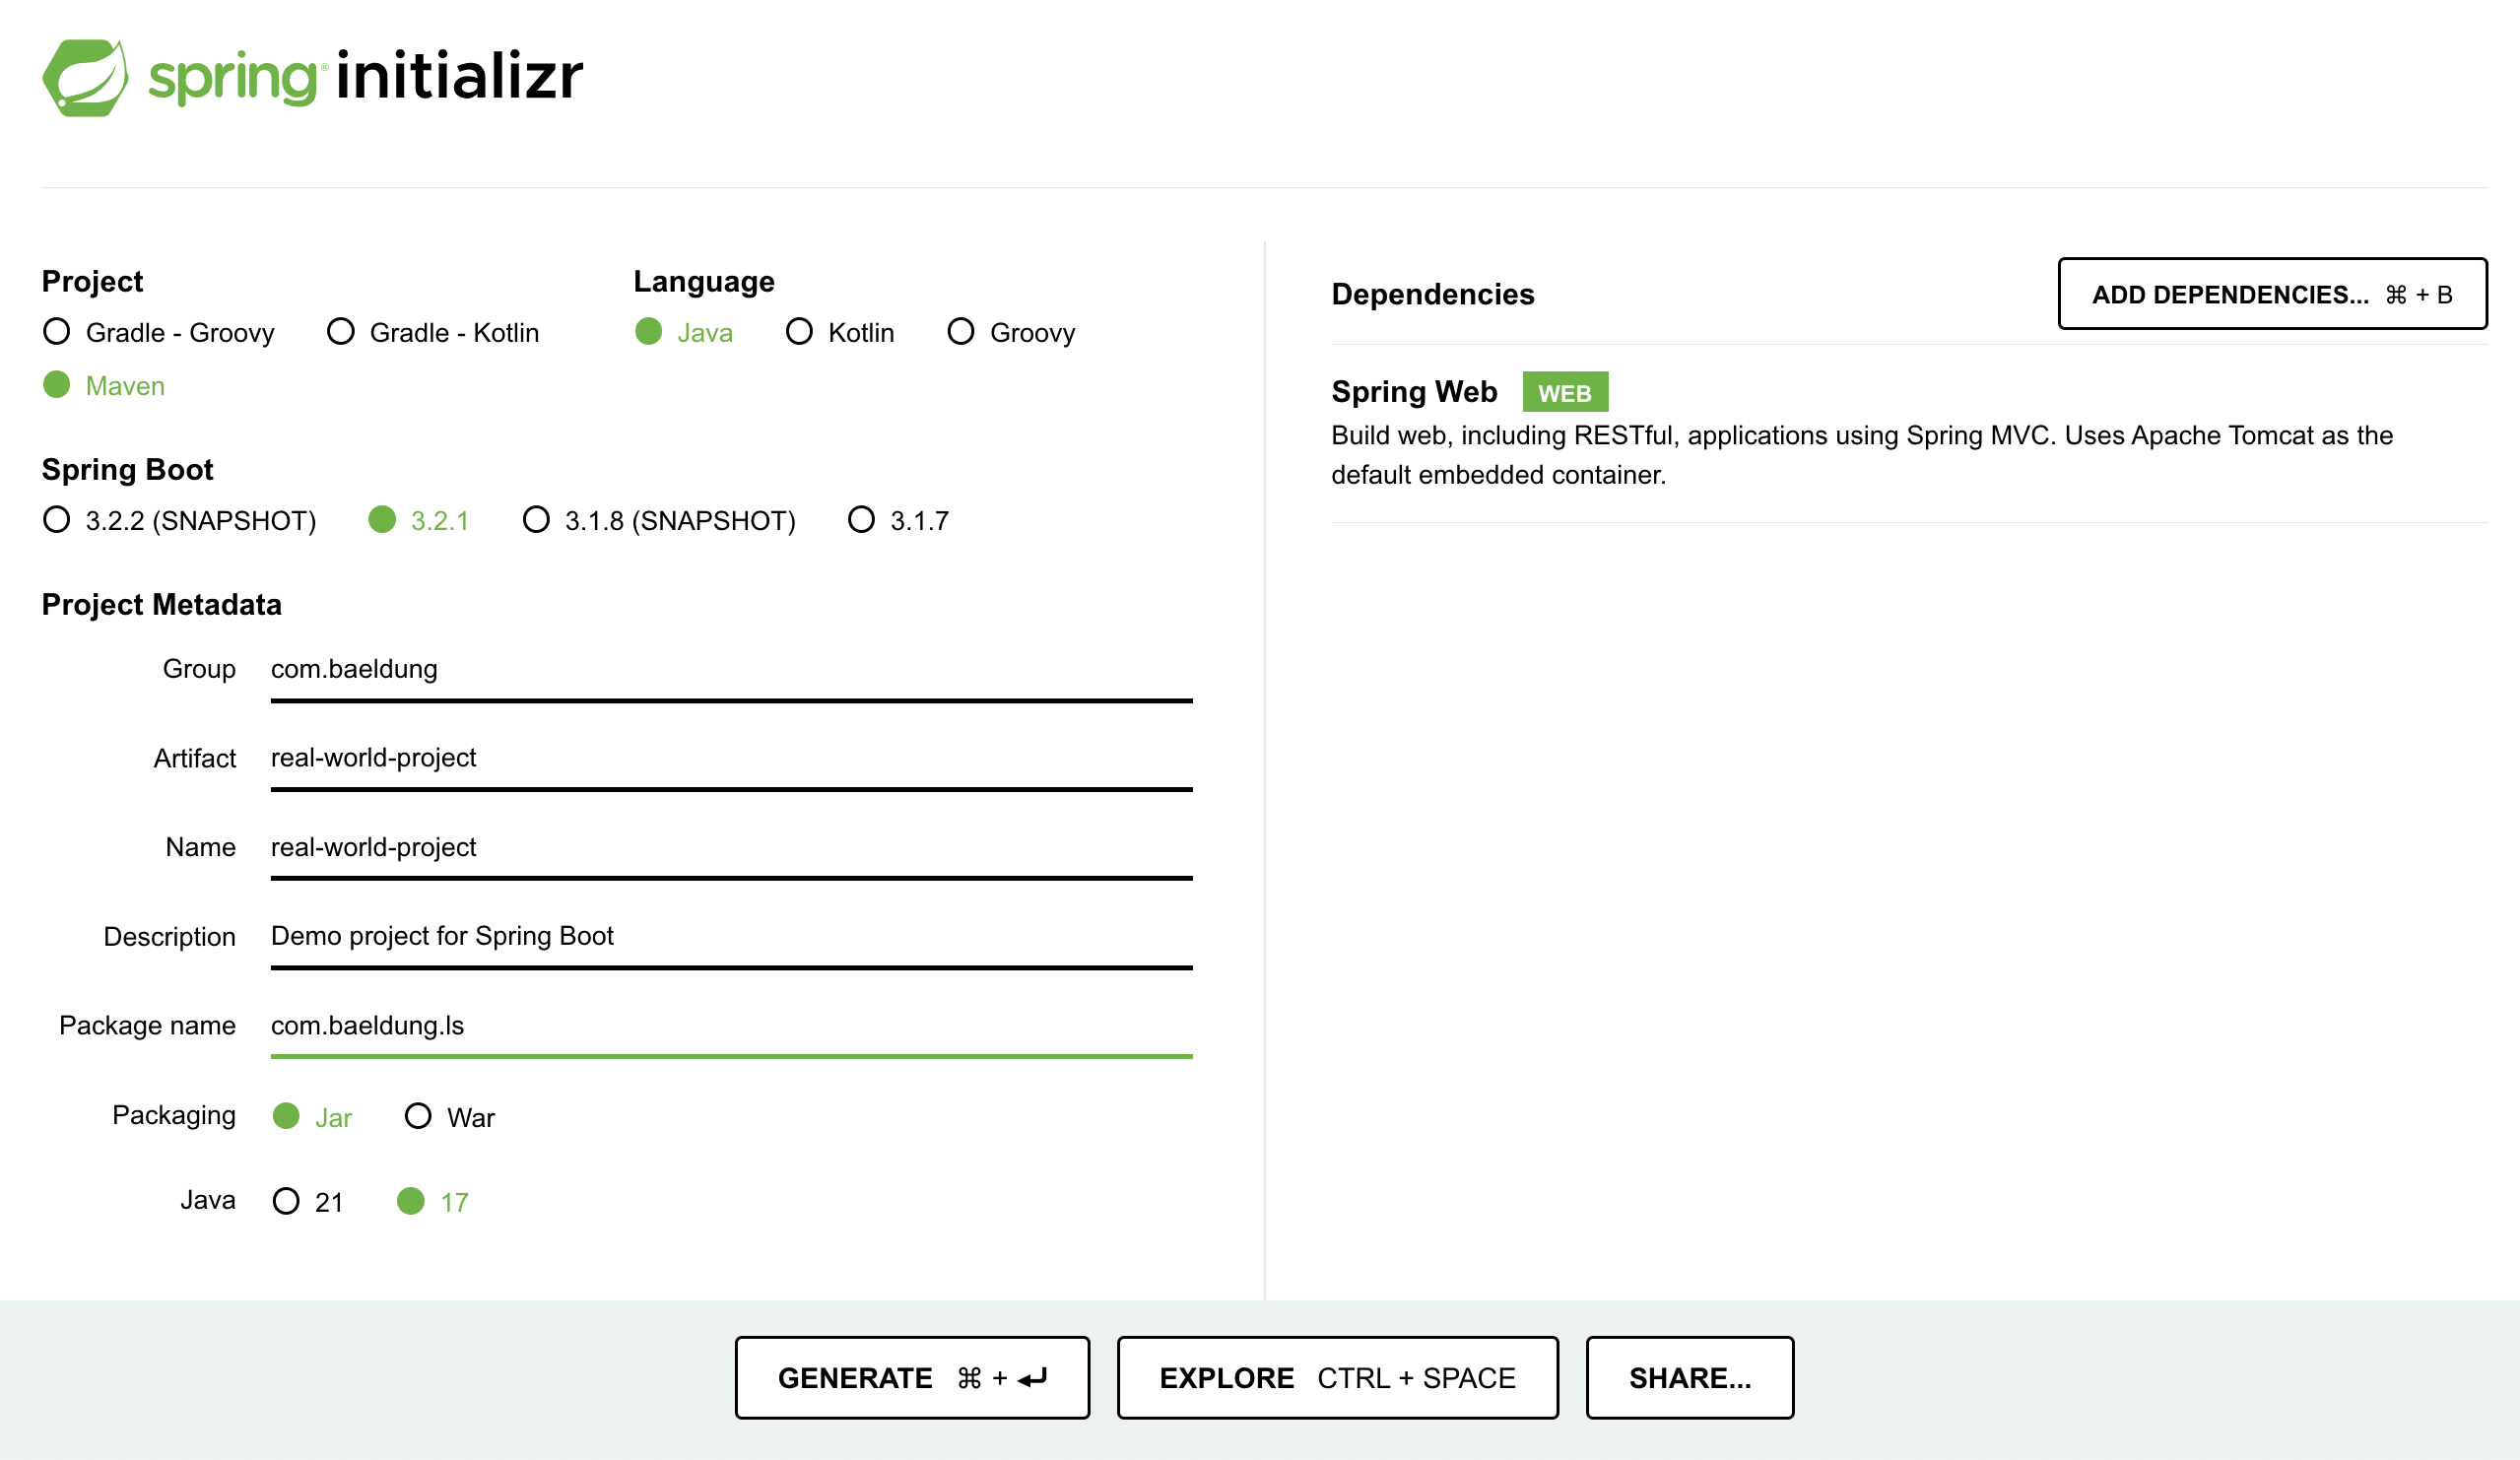 spring® initializr
Project
Gradle - Groovy Gradle - Kotlin
Maven
Language
Java Kotlin Groovy
Spring Boot
3.2.2 (SNAPSHOT) 3.2.1 3.1.8 (SNAPSHOT) 3.1.7
Project Metadata
Group com.baeldung
Artifact real-world-project
Name real-world-project
Description Demo project for Spring Boot
Package name com.baeldung.ls
Packaging Jar War
Java 21 17
Dependencies
ADD DEPENDENCIES... ⌘ + B
Spring Web WEB
Build web, including RESTful, applications using Spring MVC. Uses Apache Tomcat as the
default embedded container.
GENERATE ⌘ + ↵
EXPLORE CTRL + SPACE
SHARE...